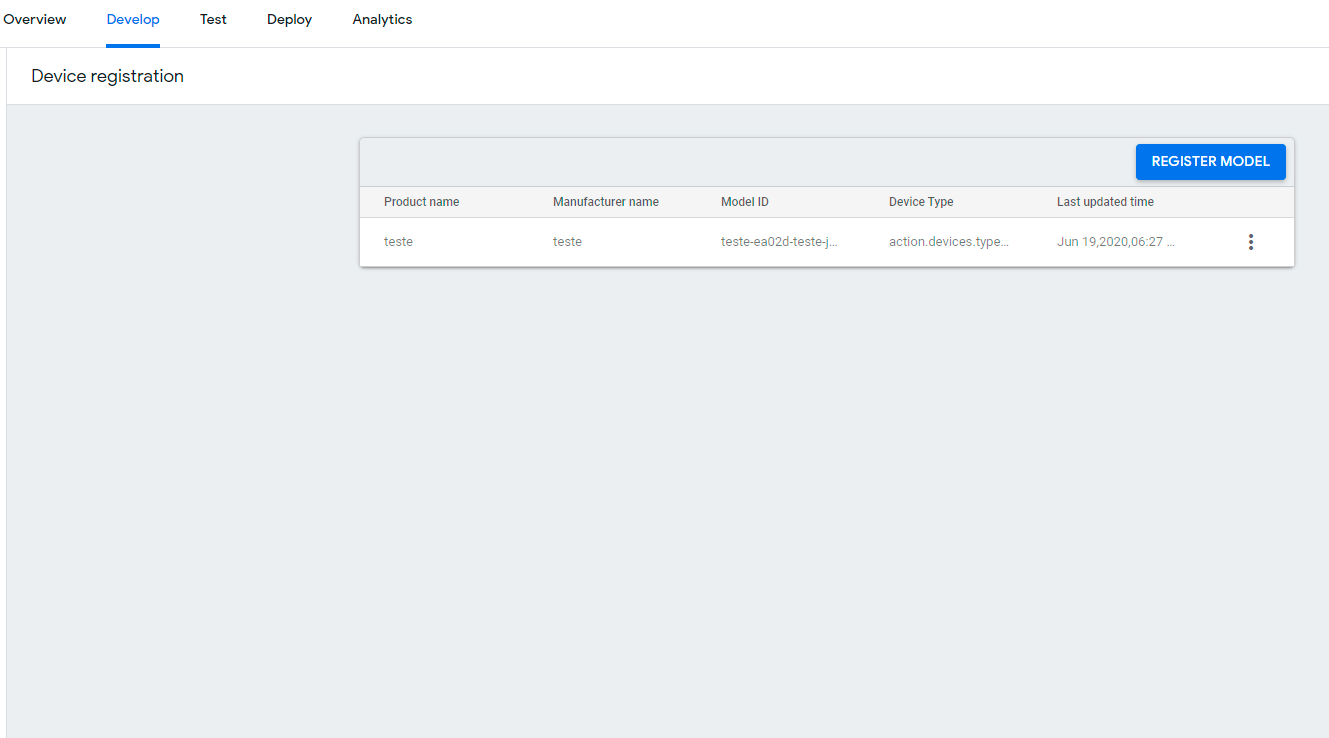 Overview Develop Test Deploy Analytics
Device registration
REGISTER MODEL
Product name Manufacturer name Model ID Device Type Last updated time
teste teste teste-ea02d-teste-j... action.devices.type... Jun 19,2020,06:27 ...